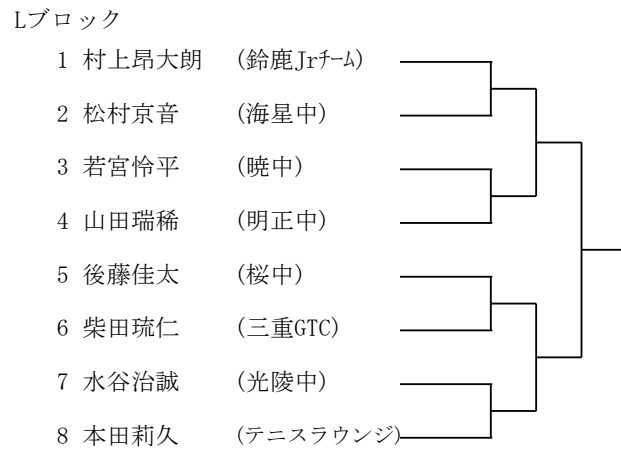 Lブロック
1 村上昂大朗 (鈴鹿Jrチーム)
2 松村京音 (海星中)
3 若宮怜平 (暁中)
4 山田瑞稀 (明正中)
5 後藤佳太 (桜中)
6 柴田琉仁 (三重GTC)
7 水谷治誠 (光陵中)
8 本田莉久 (テニスラウンジ)